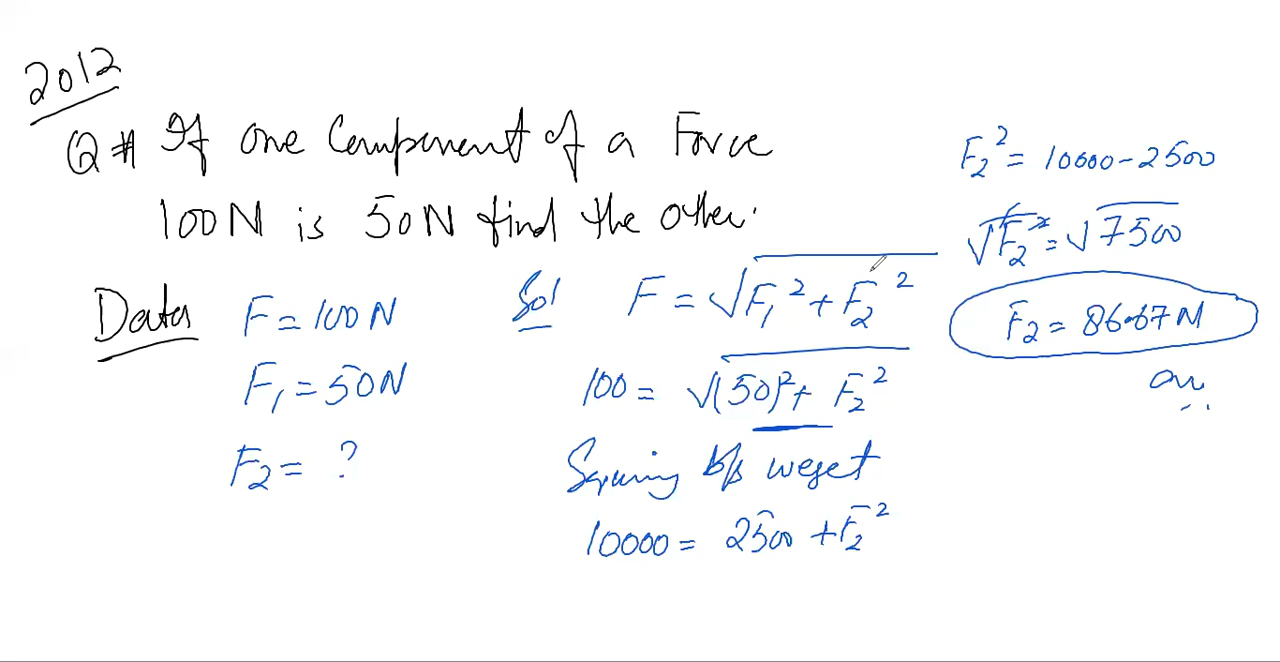 2012
Q # If one Component of a Force
100N is 50N find the other.
Data
F = 100N
F₁ = 50N
F₂ = ?
Sol
F = √F₁² + F₂²
100 = √(50)² + F₂²
Squring b/s weget
10000 = 2500 + F₂²
F₂² = 10000 - 2500
√F₂² = √7500
F₂ = 86.67N